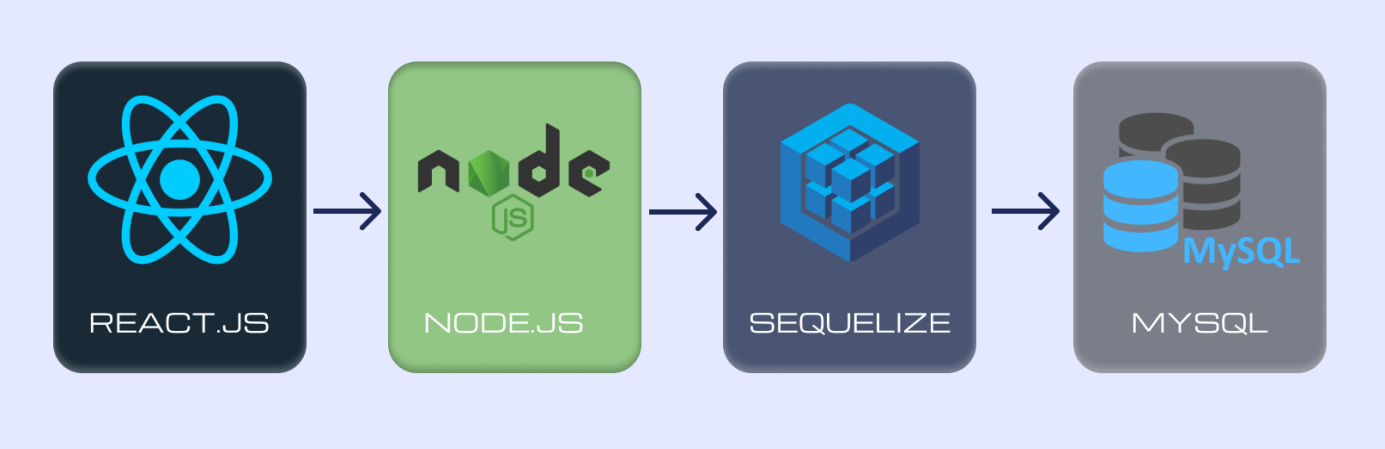 node
JS
MySQL
REACT.JS
NODE.JS
SEQUELIZE
MYSQL